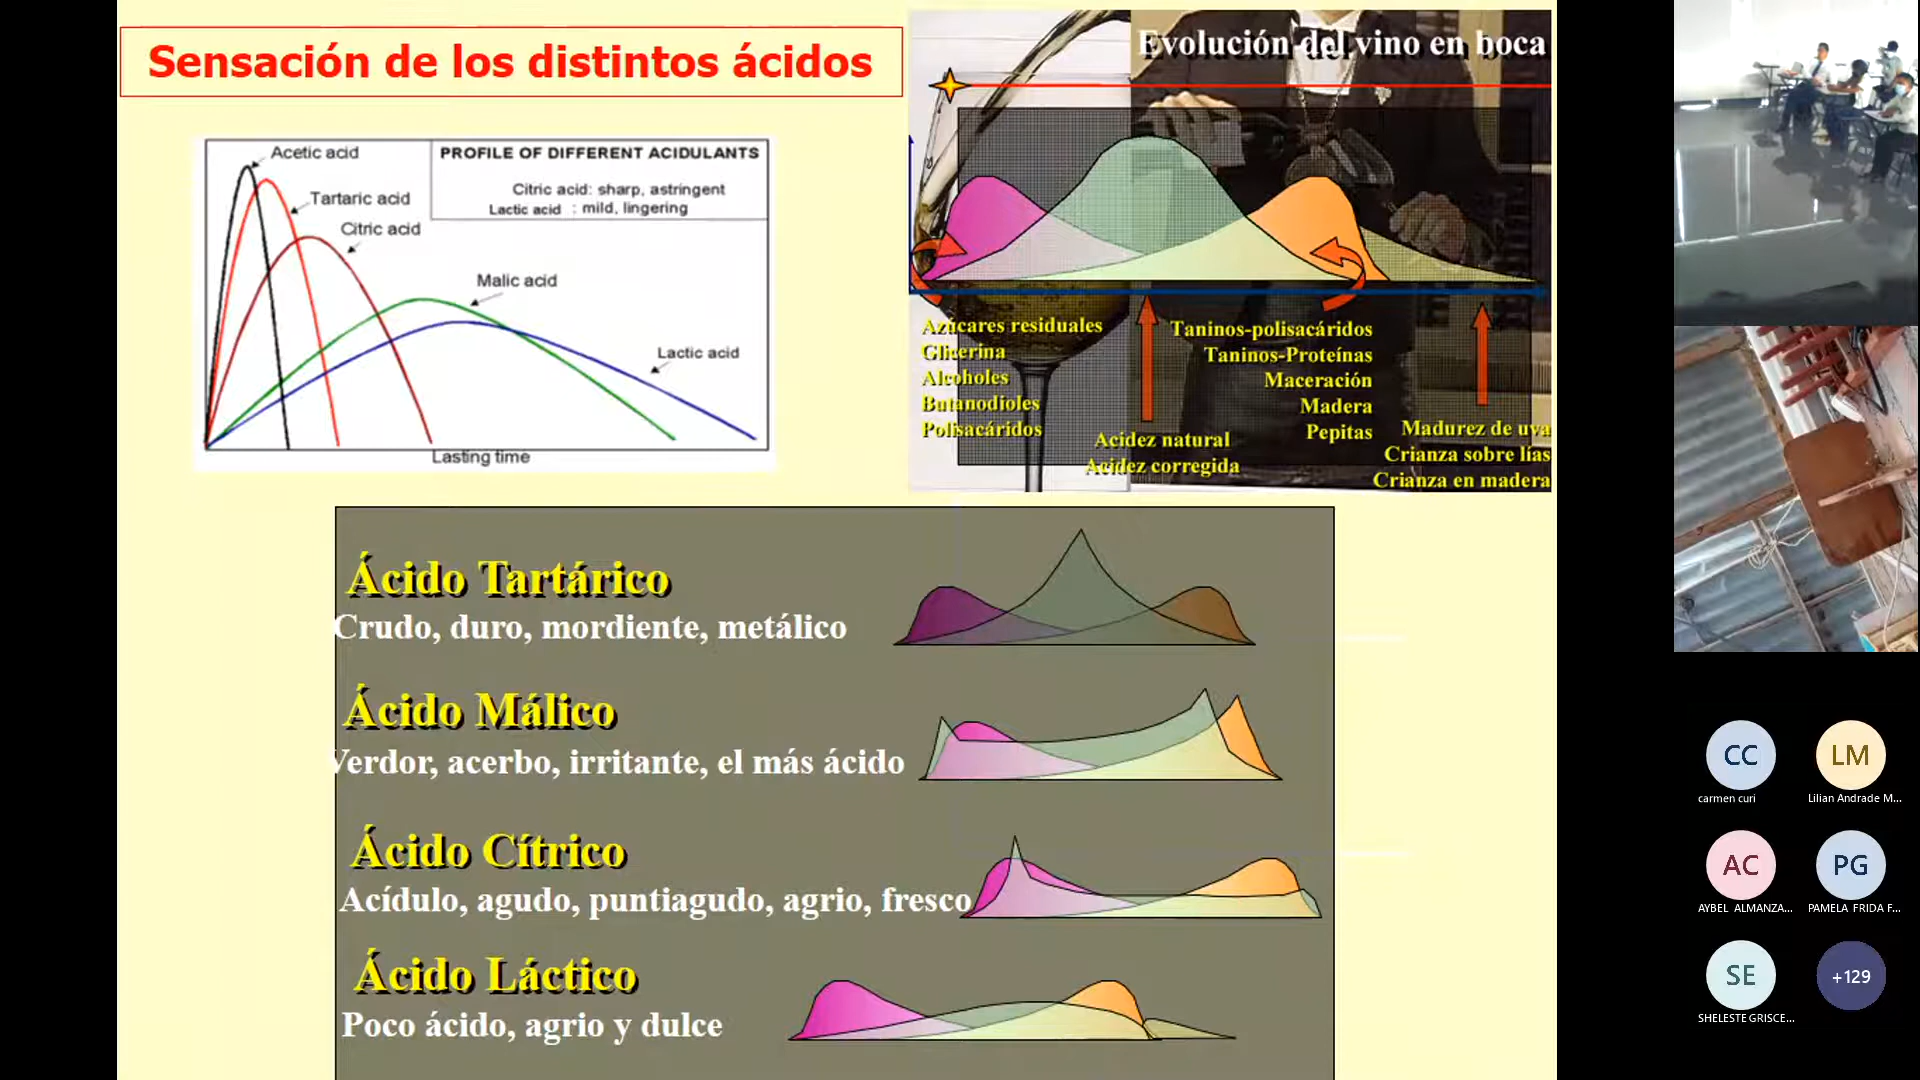 Sensación de los distintos ácidos
Acetic acid
PROFILE OF DIFFERENT ACIDULANTS
Citric acid: sharp, astringent
Lactic acid : mild, lingering
Tartaric acid
Citric acid
Malic acid
Lactic acid
Lasting time
Evolución del vino en boca
Azúcares residuales
Glicerina
Alcoholes
Butanodioles
Polisacáridos
Acidez natural
Acidez corregida
Taninos-polisacáridos
Taninos-Proteínas
Maceración
Madera
Pepitas
Madurez de uva
Crianza sobre lías
Crianza en madera
Ácido Tartárico
Crudo, duro, mordiente, metálico
Ácido Málico
Verdor, acerbo, irritante, el más ácido
Ácido Cítrico
Acídulo, agudo, puntiagudo, agrio, fresco
Ácido Láctico
Poco ácido, agrio y dulce
CC
carmen curi
LM
Lilian Andrade M...
AC
AYBEL ALMANZA...
PG
PAMELA FRIDA F...
SE
SHELESTE GRISCE...
+129